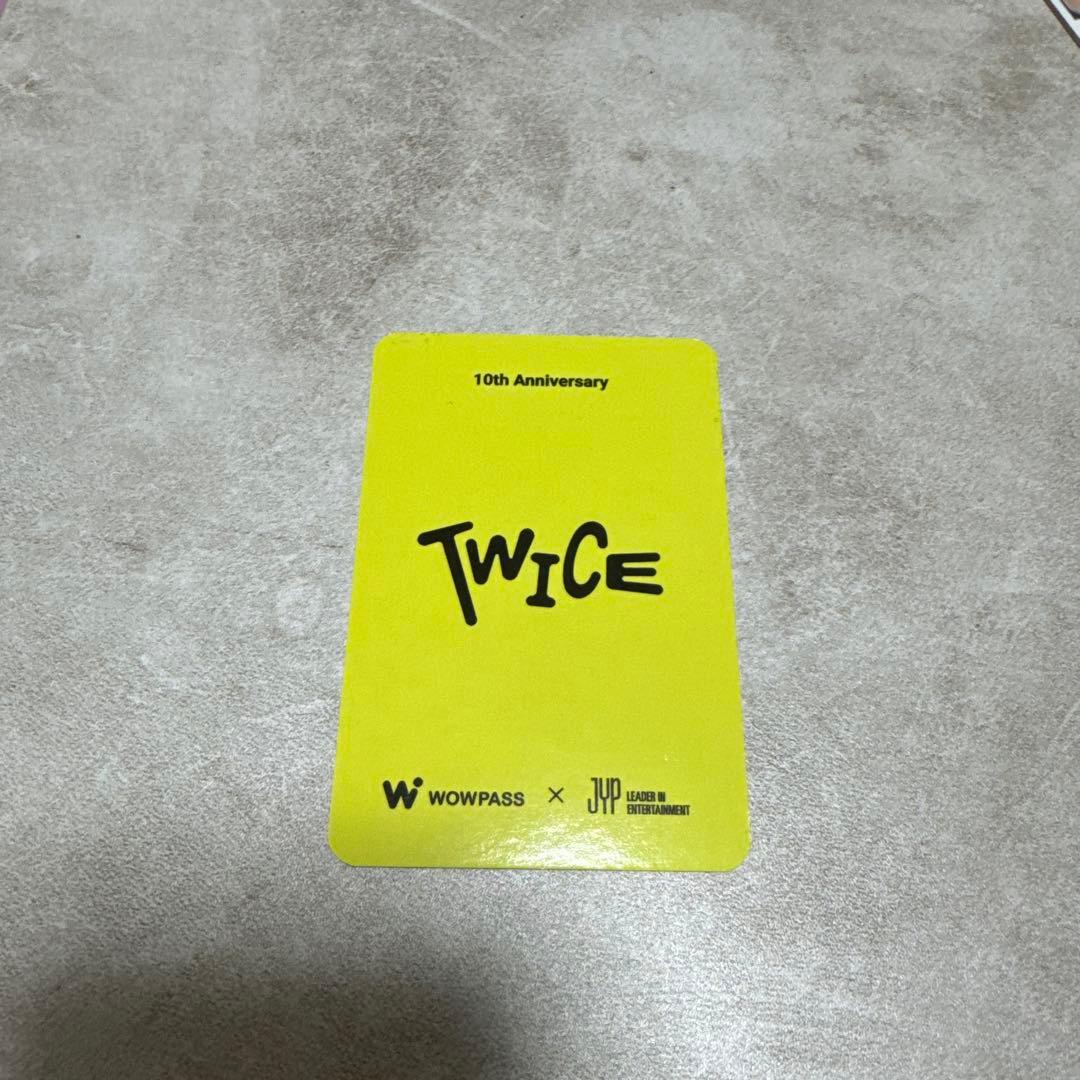 10th Anniversary
TWICE
W WOWPASS × JYP LEADER IN
ENTERTAINMENT